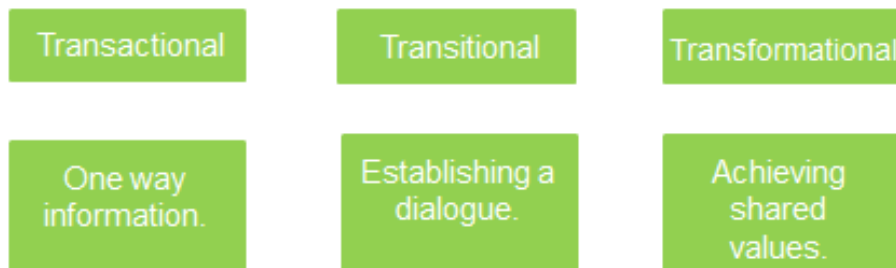 Transactional
Transitional
Transformational
One way
information.
Establishing a
dialogue.
Achieving
shared
values.